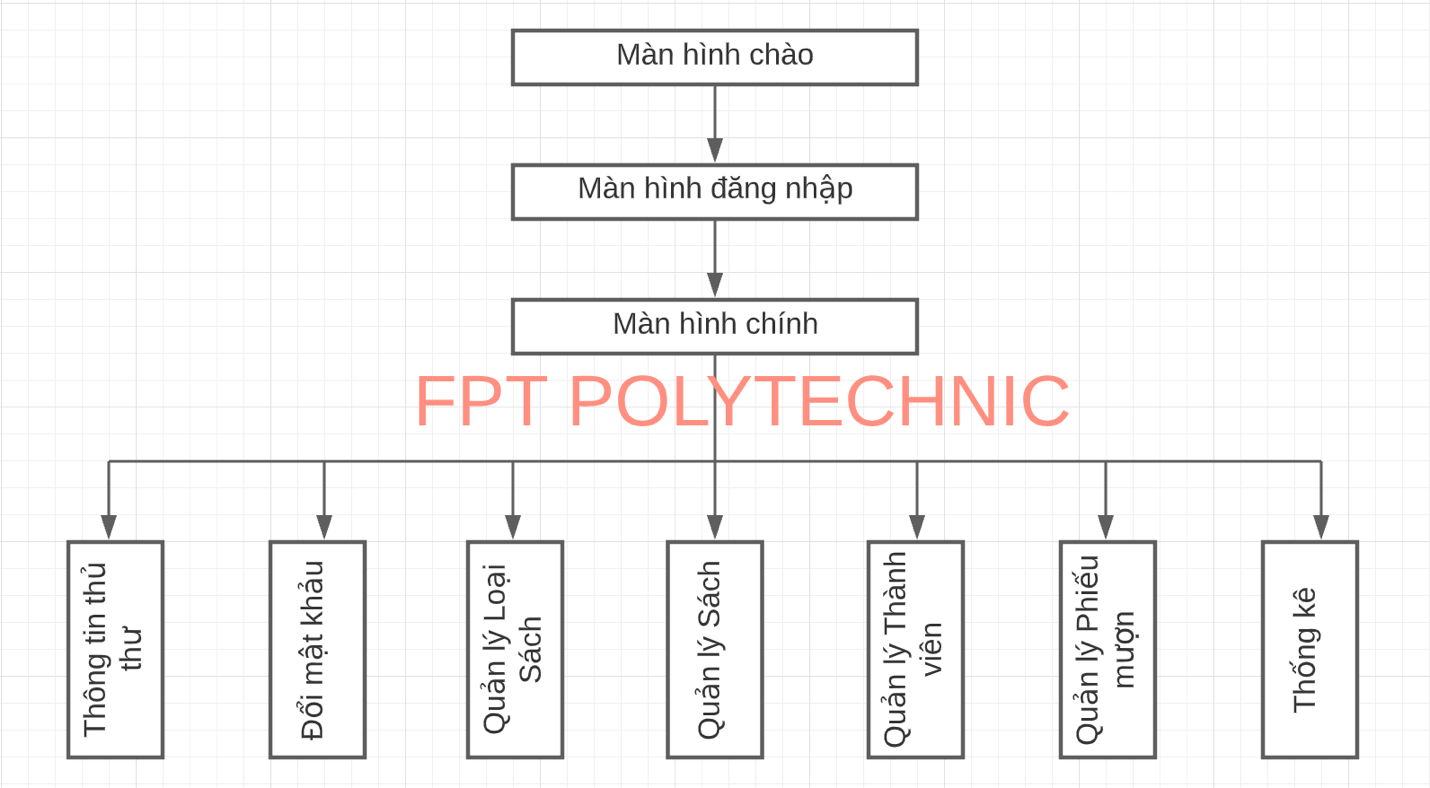 Màn hình chào
Màn hình đăng nhập
Màn hình chính
FPT POLYTECHNIC
Thông tin thủ
thư
Đổi mật khẩu
Quản lý Loại
Sách
Quản lý Sách
Quản lý Thành
viên
Quản lý Phiếu
mượn
Thống kê